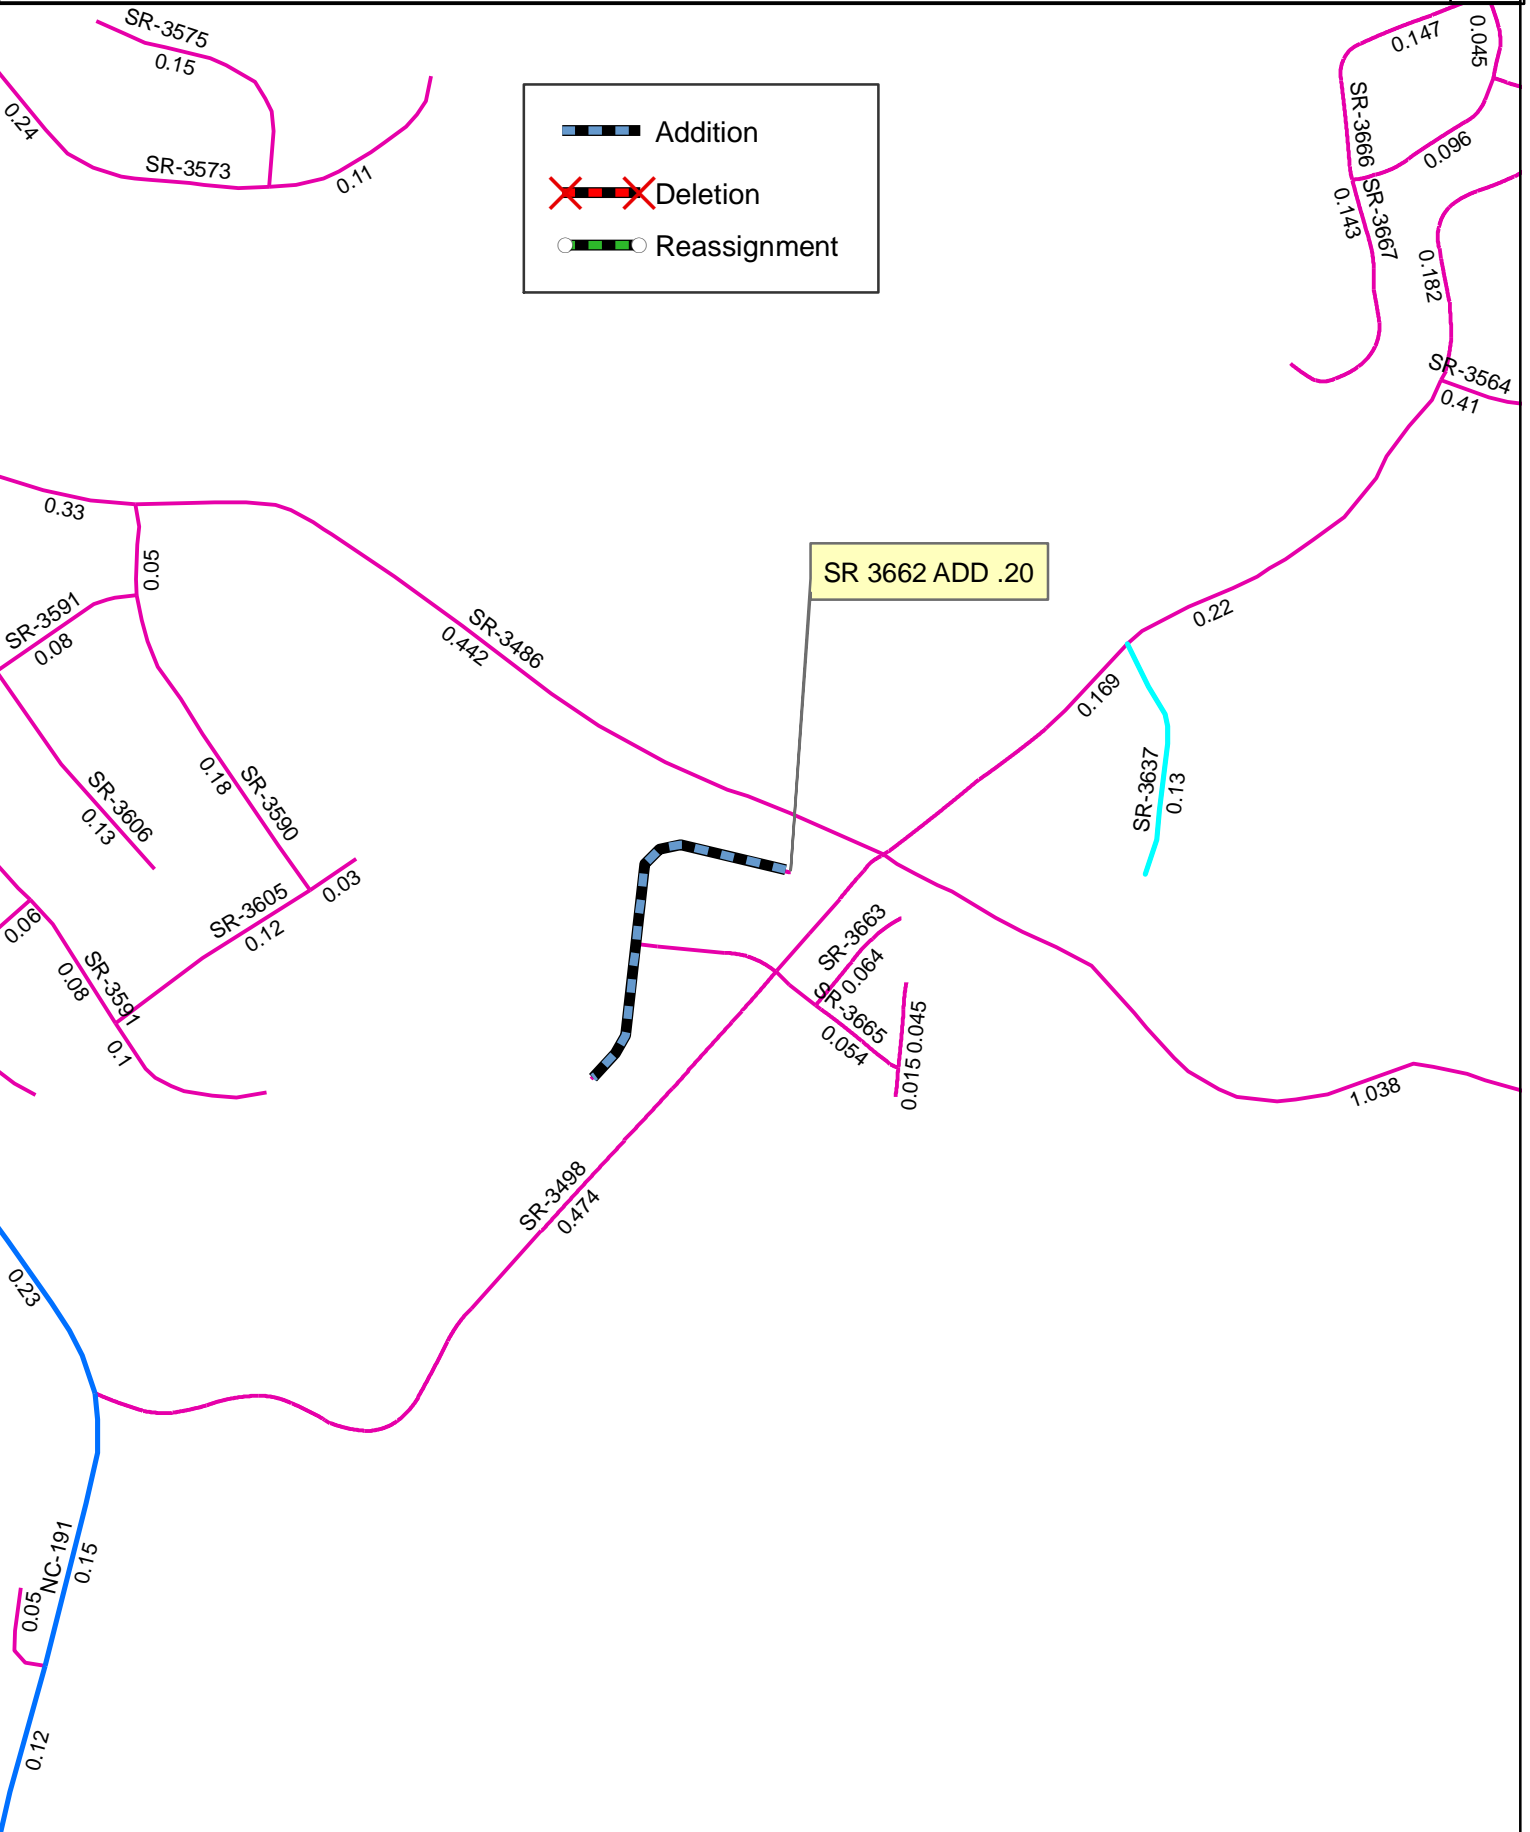 SR-3575
0.15
0.24
SR-3573
0.11
Addition
Deletion
Reassignment
0.147
0.045
SR-3666
0.096
SR-3667
0.143
0.182
SR-3564
0.41
0.33
0.05
SR-3591
0.08
SR-3486
0.442
SR 3662 ADD .20
0.22
0.169
SR-3637
0.13
SR-3606
0.13
0.18
SR-3590
SR-3605
0.12
0.03
0.06
SR-3591
0.08
0.1
SR-3663
0.064
SR-3665
0.054
0.045
0.015
1.038
SR-3498
0.474
0.23
NC-191
0.15
0.05
0.12